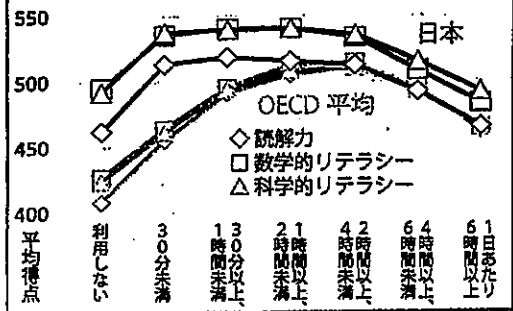 550
500
450
400
日本
OECD 平均
◇読解力
□数学的リテラシー
△科学的リテラシー
平均得点
利用しない
30分未満
30分以上、
1時間未満
1時間以上、
2時間未満
2時間以上、
4時間未満
4時間以上、
6時間未満
1日あたり
6時間以上